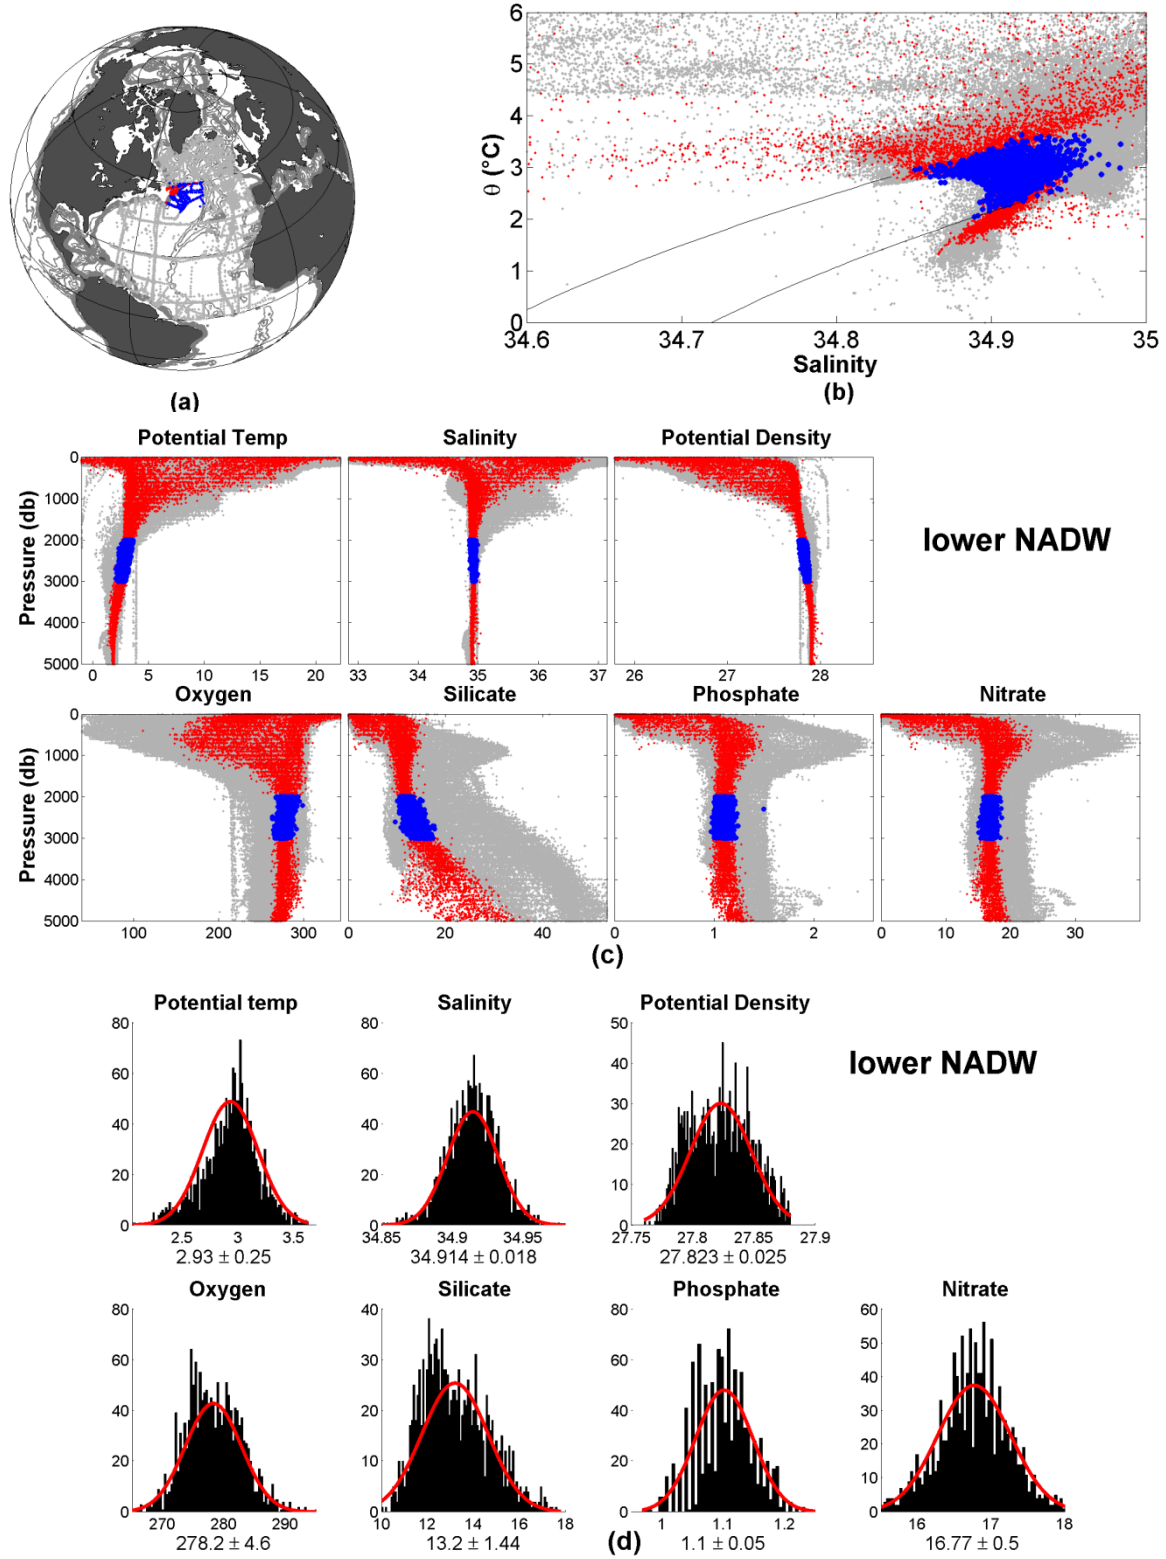 6
5
4
3
2
1
0
θ (°C)
34.6 34.7 34.8 34.9 35
Salinity
(a)
(b)
Potential Temp Salinity Potential Density
0
1000
2000
3000
4000
5000
Pressure (db)
0 5 10 15 20
33 34 35 36 37
26 27 28
lower NADW
Oxygen Silicate Phosphate Nitrate
0
1000
2000
3000
4000
5000
Pressure (db)
100 200 300
0 20 40
0 1 2
0 10 20 30
(c)
Potential temp Salinity Potential Density
lower NADW
80
60
40
20
0
2.5 3 3.5
2.93 ± 0.25
80
60
40
20
0
34.85 34.9 34.95
34.914 ± 0.018
50
40
30
20
10
0
27.75 27.8 27.85 27.9
27.823 ± 0.025
Oxygen Silicate Phosphate Nitrate
80
60
40
20
0
270 280 290
278.2 ± 4.6
40
30
20
10
0
10 12 14 16 18
13.2 ± 1.44
80
60
40
20
0
1 1.1 1.2
1.1 ± 0.05
60
50
40
30
20
10
0
16 17 18
16.77 ± 0.5
(d)